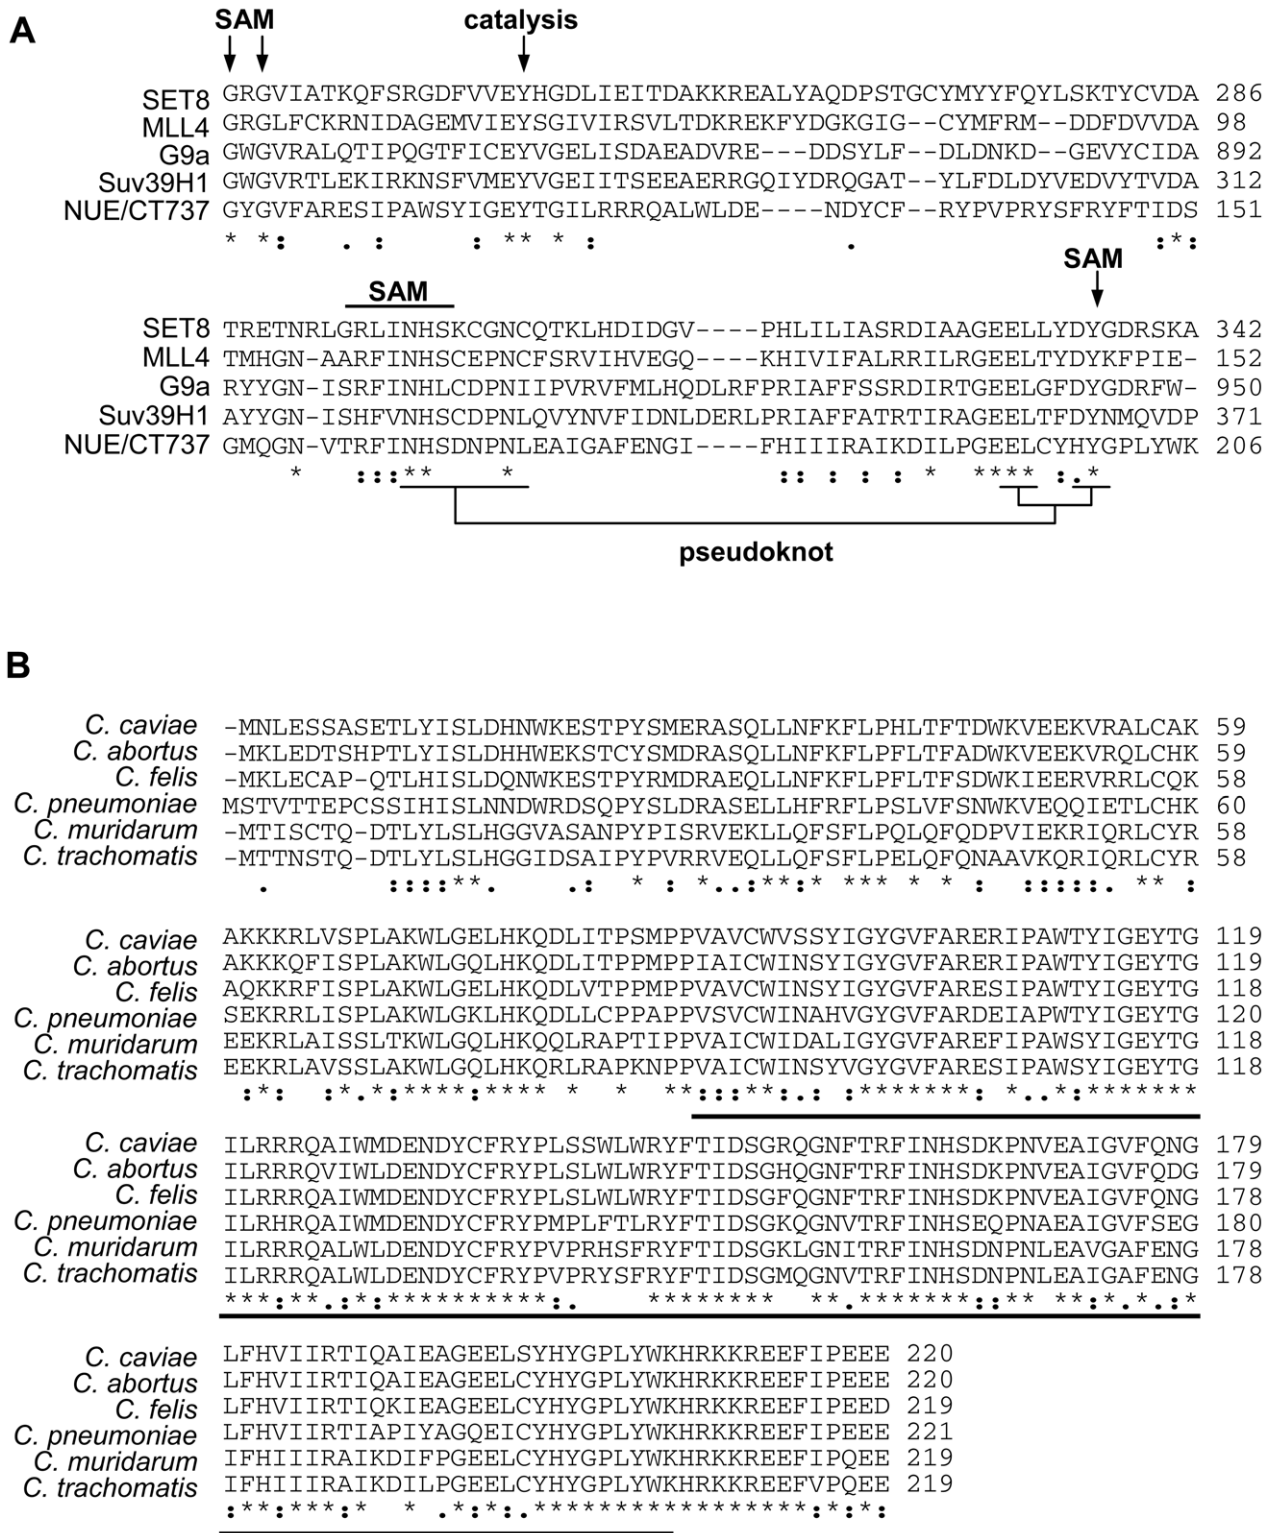 A
SAM catalysis
SET8 GRGVIATKQFSRGDFVVEYHGDLIEITDAKKREALYAQDPSTGCYMYYFQYLSKTYCVDA 286
MLL4 GRGLFCKRNIDAGEMVIEYSGIVIRSVLTDKREKFYDGKGIG--CYMFRM--DDFDVVDA 98
G9a GWGVRALQTIPQGTFICEYVGELISDAEADVRE---DDSYLF--DLDNKD--GEVYCIDA 892
Suv39H1 GWGVRTLEKIRKNSFVMEYVGEIITSEEAERRGQIYDRQGAT--YLFDLDYVEDVYTVDA 312
NUE/CT737 GYGVFARESIPAWSYIGEYTGILRRRQALWLDE----NDYCF--RYPVPRYSFRYFTIDS 151
* *: . : : ** * : . :*:
SAM
SAM
SET8 TRETNRLGRLINHSKCGNCQTKLHDIDGV----PHLILIASRDIAAGEELLYDYGDRSKA 342
MLL4 TMHGN-AARFINHSCEPNCFSRVIHVEGQ----KHIVIFALRRILRGEELTYDYKFPIE- 152
G9a RYYGN-ISRFINHLCDPNIIPVRVFMLHQDLRFPRIAFFSSRDIRTGEELGFDYGDRFW- 950
Suv39H1 AYYGN-ISHFVNHSCDPNLQVYNVFIDNLDERLPRIAFFATRTIRAGEELTFDYNMQVDP 371
NUE/CT737 GMQGN-VTRFINHSDNPNLEAIGAFENGI----FHIIIRAIKDILPGEELCYHYGPLYWK 206
* :::** * :: : : : * **** :.*
pseudoknot
B
C. caviae -MNLESSASETLYISLDHNWKESTPYSMERASQLLNFKFLPHLTFTDWKVEEKVRALCAK 59
C. abortus -MKLEDTSHPTLYISLDHHWEKSTCYSMDRASQLLNFKFLPFLTFADWKVEEKVRQLCHK 59
C. felis -MKLECAP-QTLHISLDQNWKESTPYRMDRAEQLLNFKFLPFLTFSDWKIEERVRRLCQK 58
C. pneumoniae MSTVTTEPCSSIHISLNNDWRDSQPYSLDRASELLHFRFLPSLVFSNWKVEQQIETLCHK 60
C. muridarum -MTISCTQ-DTLYLSLHGGVASANPYPISRVEKLLQFSFLPQLQFQDPVIEKRIQRLCYR 58
C. trachomatis -MTTNSTQ-DTLYLSLHGGIDSAIPYPVRRVEQLLQFSFLPELQFQNAAVKQRIQRLCYR 58
. ::::**. .: * : *..:**:* *** * * : :::::. ** :
C. caviae AKKKRLVSPLAKWLGELHKQDLITPSMPPVAVCWVSSYIGYGVFARERIPAWTYIGEYTG 119
C. abortus AKKKQFISPLAKWLGQLHKQDLITPPMPPIAICWINSYIGYGVFARERIPAWTYIGEYTG 119
C. felis AQKKRFISPLAKWLGELHKQDLVTPPMPPVAVCWINSYIGYGVFARESIPAWTYIGEYTG 118
C. pneumoniae SEKRRLISPLAKWLGKLHKQDLLCPPAPPVSVCWINAHVGYGVFARDEIAPWTYIGEYTG 120
C. muridarum EEKRLAISSLTKWLGQLHKQQLRAPTIPPVAICWIDALIGYGVFAREFIPAWSYIGEYTG 118
C. trachomatis EEKRLAVSSLAKWLGQLHKQRLRAPKNPPVAICWINSYVGYGVFARESIPAWSYIGEYTG 118
:*: :*.*:****:**** * * **:::**:.: :*******: *..*:*******
C. caviae ILRRRQAIWMDENDYCFRYPLSSWLWRYFTIDSGRQGNFTRFINHSDKPNVEAIGVFQNG 179
C. abortus ILRRRQVIWLDENDYCFRYPLSLWLWRYFTIDSGHQGNFTRFINHSDKPNVEAIGVFQDG 179
C. felis ILRRRQAIWMDENDYCFRYPLSLWLWRYFTIDSGFQGNFTRFINHSDKPNVEAIGVFQNG 178
C. pneumoniae ILRHRQAIWMDENDYCFRYPMPLFTLRYFTIDSGKQGNVTRFINHSEQPNAEAIGVFSEG 180
C. muridarum ILRRRQALWLDENDYCFRYPVPRHSFRYFTIDSGKLGNITRFINHSDNPNLEAVGAFENG 178
C. trachomatis ILRRRQALWLDENDYCFRYPVPRYSFRYFTIDSGMQGNVTRFINHSDNPNLEAIGAFENG 178
***:**.:*:**********:. ******** **.*******::** **:*.*.:*
C. caviae LFHVIIRTIQAIEAGEELSYHYGPLYWKHRKKREEFIPEEE 220
C. abortus LFHVIIRTIQAIEAGEELCYHYGPLYWKHRKKREEFIPEEE 220
C. felis LFHVIIRTIQKIEAGEELCYHYGPLYWKHRKKREEFIPEED 219
C. pneumoniae LFHVIIRTIAPIYAGQEICYHYGPLYWKHRKKREEFIPEEE 221
C. muridarum IFHIIIRAIKDIFPGEELCYHYGPLYWKHRKKREEFIPQEE 219
C. trachomatis IFHIIIRAIKDILPGEELCYHYGPLYWKHRKKREEFVPQEE 219
:**:***:* * .*:*:.*****************:*:*: